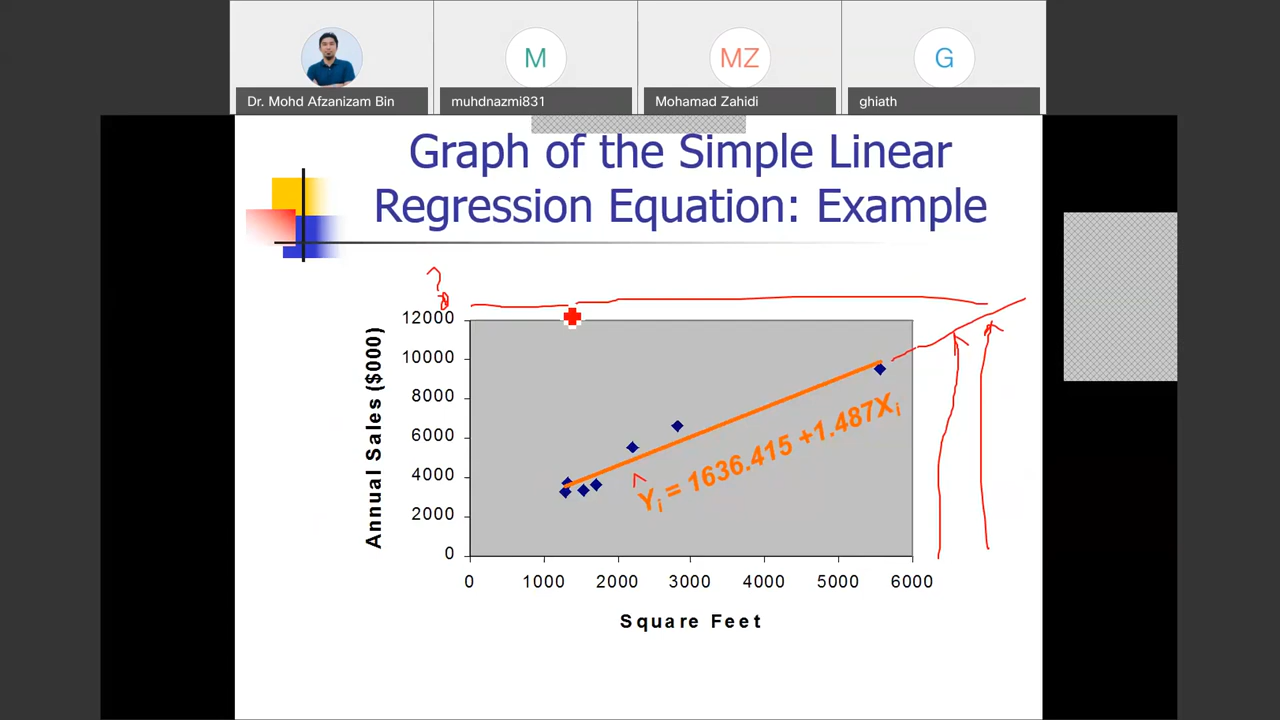 M
MZ
G
Dr. Mohd Afzanizam Bin
muhdnazmi831
Mohamad Zahidi
ghiath
Graph of the Simple Linear
Regression Equation: Example
?
12000
10000
8000
6000
4000
2000
0
Annual Sales ($000)
^
Yi = 1636.415 +1.487Xi
0 1000 2000 3000 4000 5000 6000
Square Feet